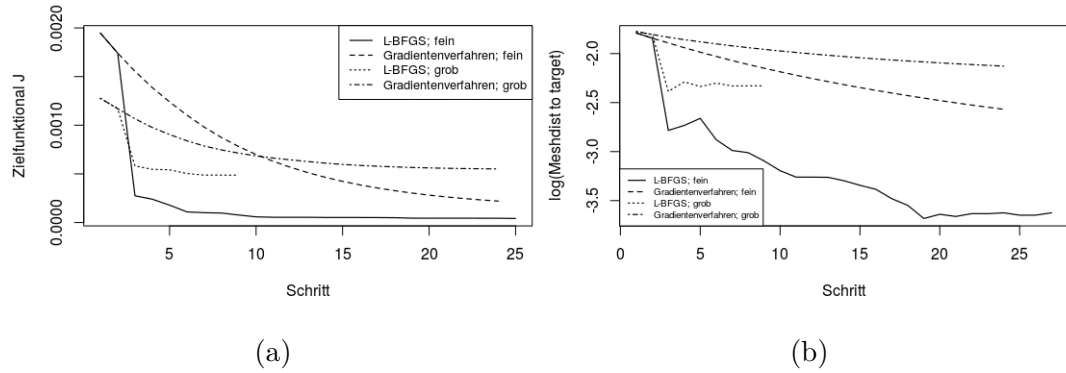 Zielfunktional J
0.0020
0.0010
0.0000
L-BFGS; fein
Gradientenverfahren; fein
L-BFGS; grob
Gradientenverfahren; grob
5
10
15
20
25
Schritt
(a)
log(Meshdist to target)
-2.0
-2.5
-3.0
-3.5
L-BFGS; fein
Gradientenverfahren; fein
L-BFGS; grob
Gradientenverfahren; grob
0
5
10
15
20
25
Schritt
(b)